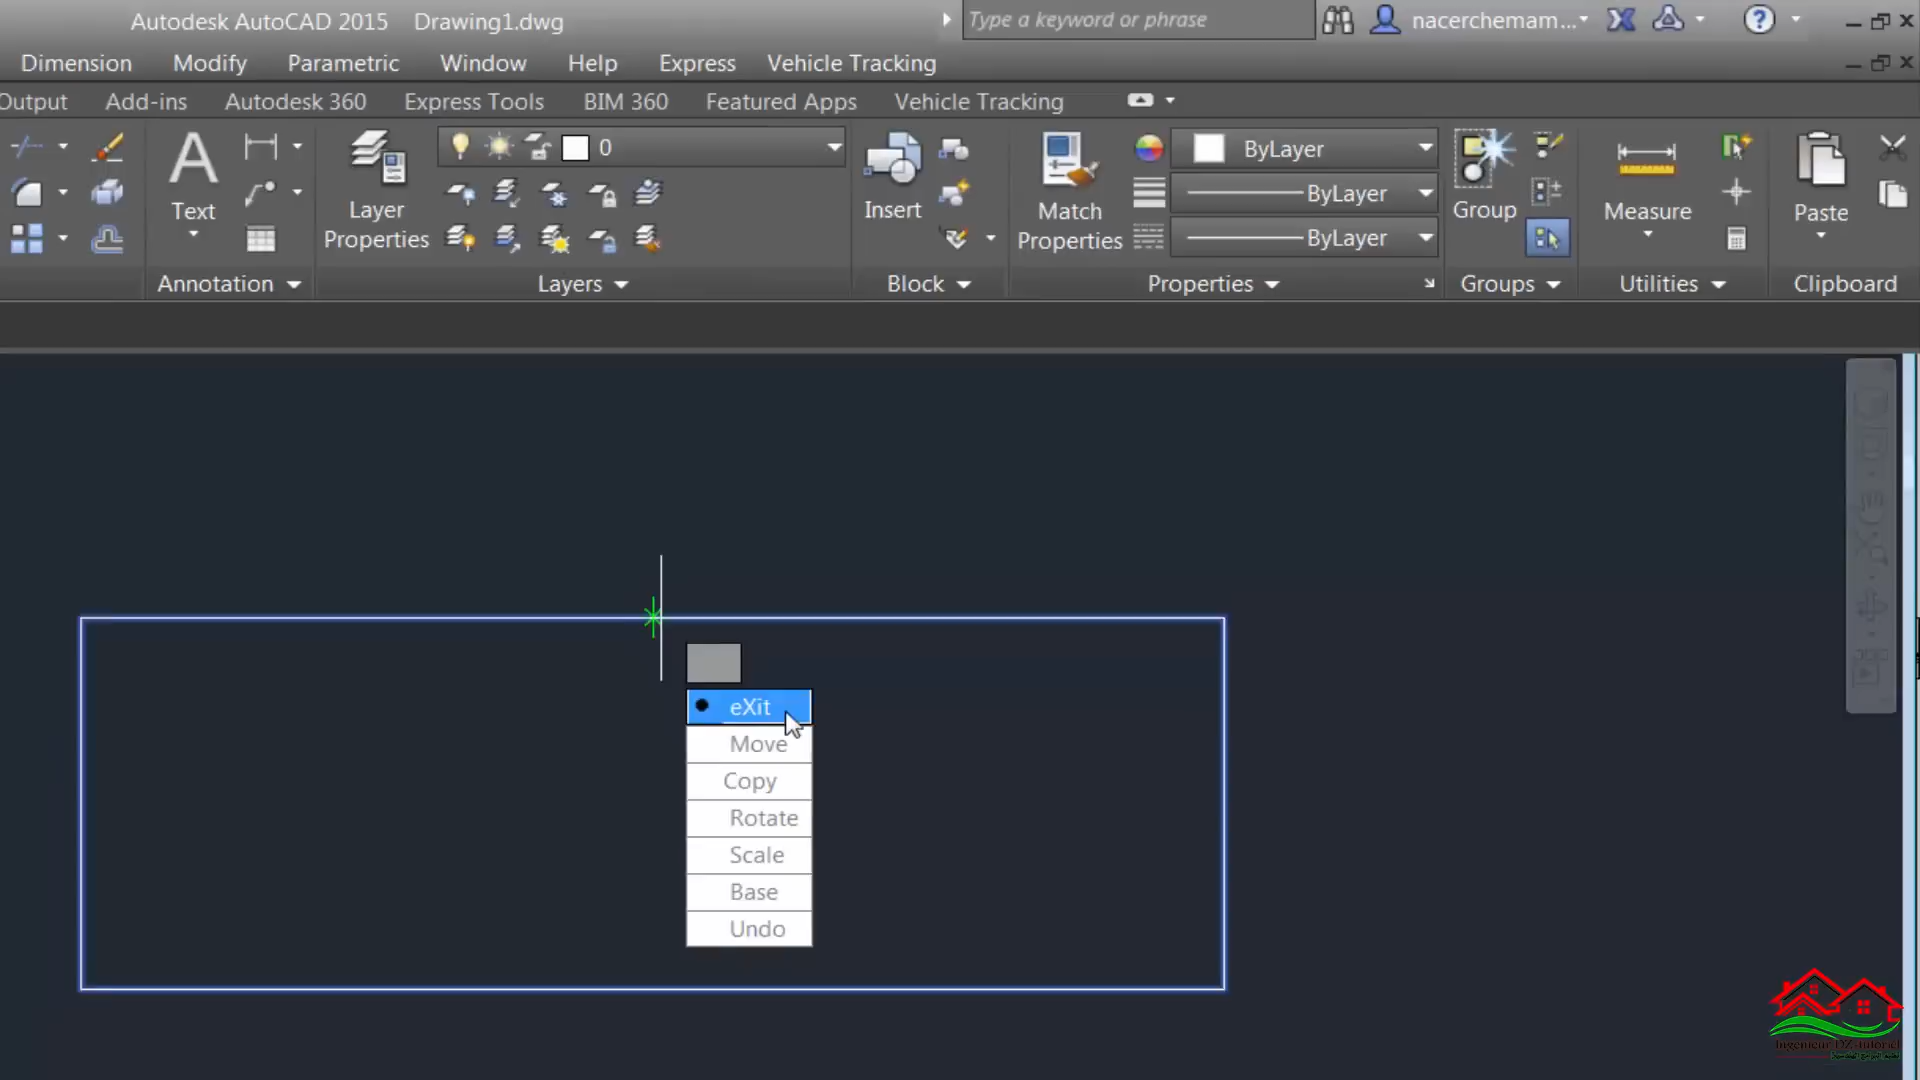 Autodesk AutoCAD 2015 Drawing1.dwg
Type a keyword or phrase
nacerchemam...
Dimension Modify Parametric Window Help Express Vehicle Tracking
Output Add-ins Autodesk 360 Express Tools BIM 360 Featured Apps Vehicle Tracking
0
ByLayer
ByLayer
ByLayer
Text
Layer
Properties
Insert
Match
Properties
Group
Measure
Paste
Annotation Layers Block Properties Groups Utilities Clipboard
eXit
Move
Copy
Rotate
Scale
Base
Undo
Ingenieur DZ tutoriel